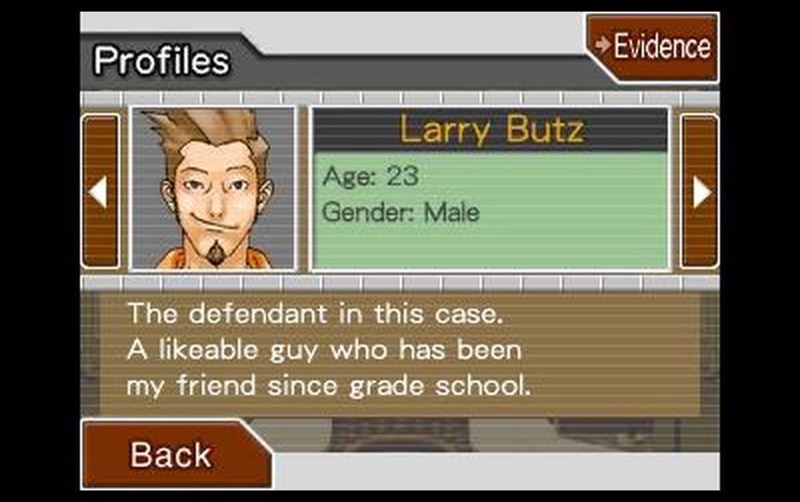 Profiles
Evidence
Larry Butz
Age: 23
Gender: Male
The defendant in this case.
A likeable guy who has been
my friend since grade school.
Back